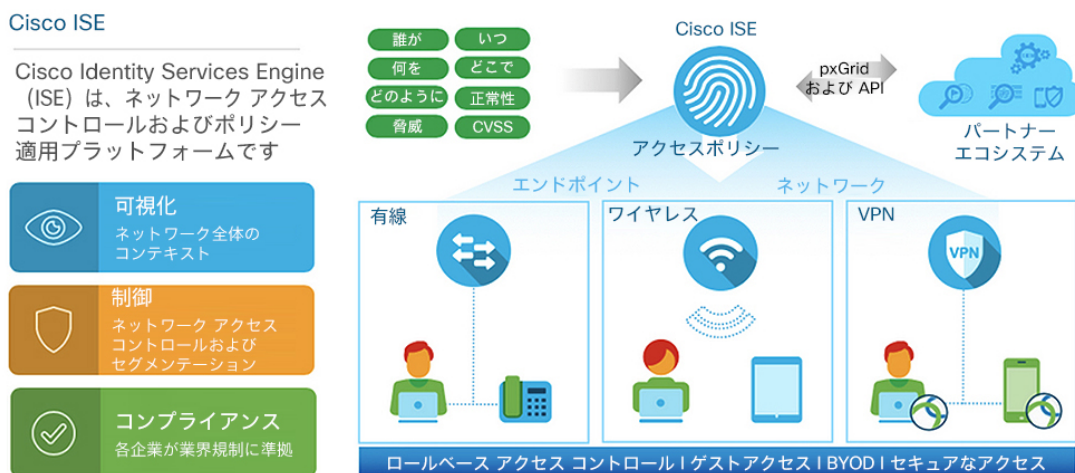 Cisco ISE
Cisco Identity Services Engine
（ISE）は、ネットワーク アクセス
コントロールおよびポリシー
適用プラットフォームです
可視化
ネットワーク全体の
コンテキスト
制御
ネットワーク アクセス
コントロールおよび
セグメンテーション
コンプライアンス
各企業が業界規制に準拠
誰が
いつ
何を
どこで
どのように
正常性
脅威
CVSS
Cisco ISE
アクセスポリシー
pxGrid
および API
パートナー
エコシステム
エンドポイント
ネットワーク
有線
ワイヤレス
VPN
VPN
ロールベース アクセス コントロール | ゲストアクセス | BYOD | セキュアなアクセス